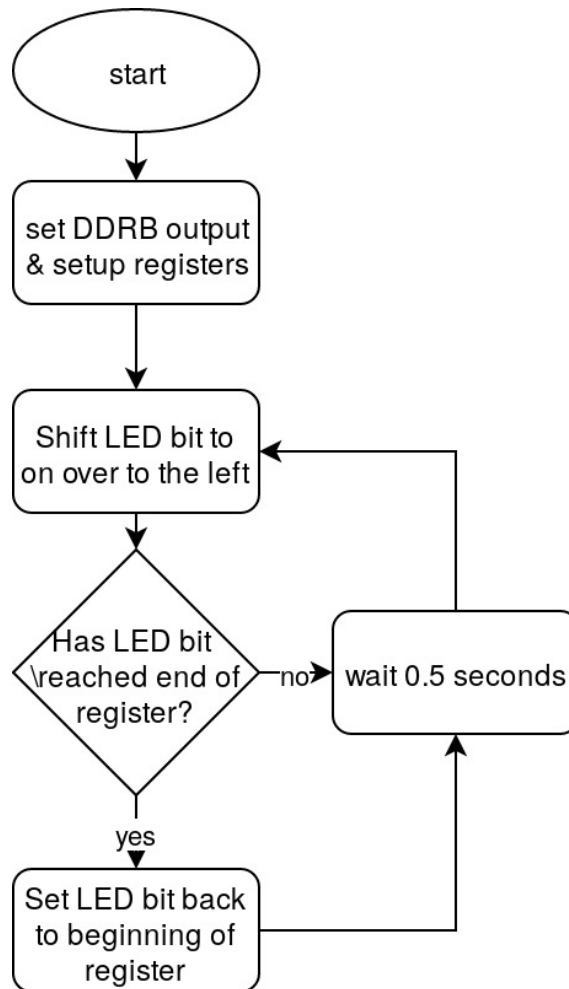 start
set DDRB output
& setup registers
Shift LED bit to
on over to the left
Has LED bit
\reached end of
register?
no
wait 0.5 seconds
yes
Set LED bit back
to beginning of
register